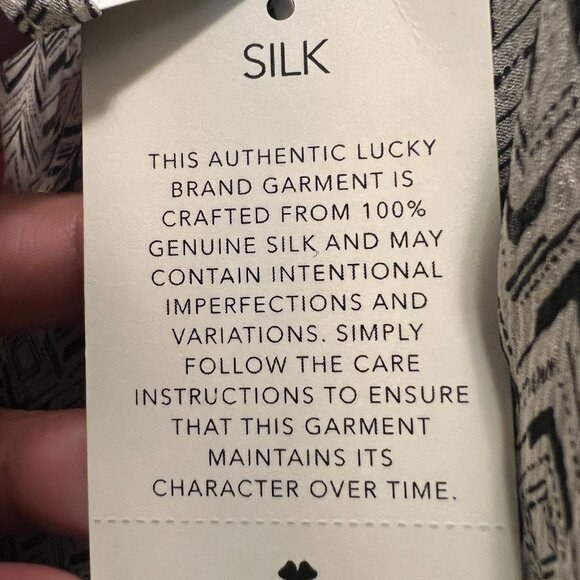 SILK
THIS AUTHENTIC LUCKY
BRAND GARMENT IS
CRAFTED FROM 100%
GENUINE SILK AND MAY
CONTAIN INTENTIONAL
IMPERFECTIONS AND
VARIATIONS. SIMPLY
FOLLOW THE CARE
INSTRUCTIONS TO ENSURE
THAT THIS GARMENT
MAINTAINS ITS
CHARACTER OVER TIME.